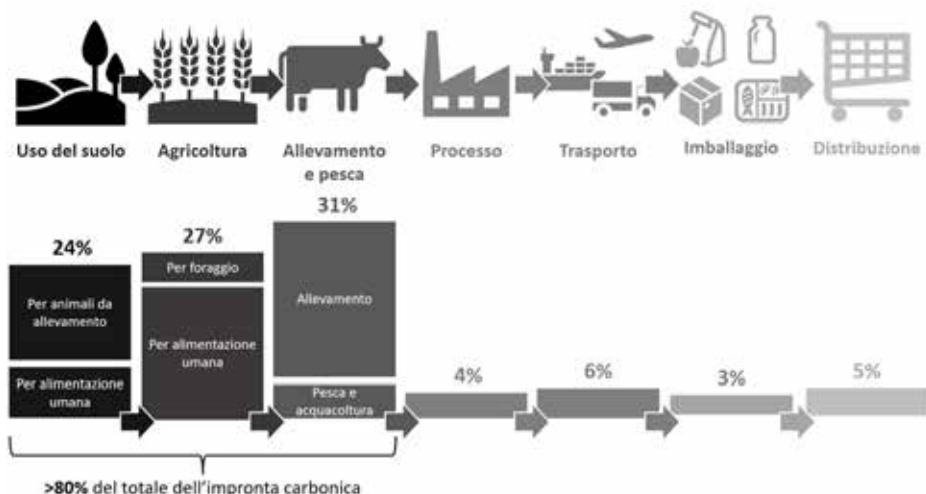 Uso del suolo
Agricoltura
Allevamento
e pesca
Processo
Trasporto
Imballaggio
Distribuzione
24%
27%
31%
4%
6%
3%
5%
Per animali da
allevamento
Per alimentazione
umana
Per foraggio
Per alimentazione
umana
Allevamento
Pesca e
acquacoltura
>80% del totale dell'impronta carbonica